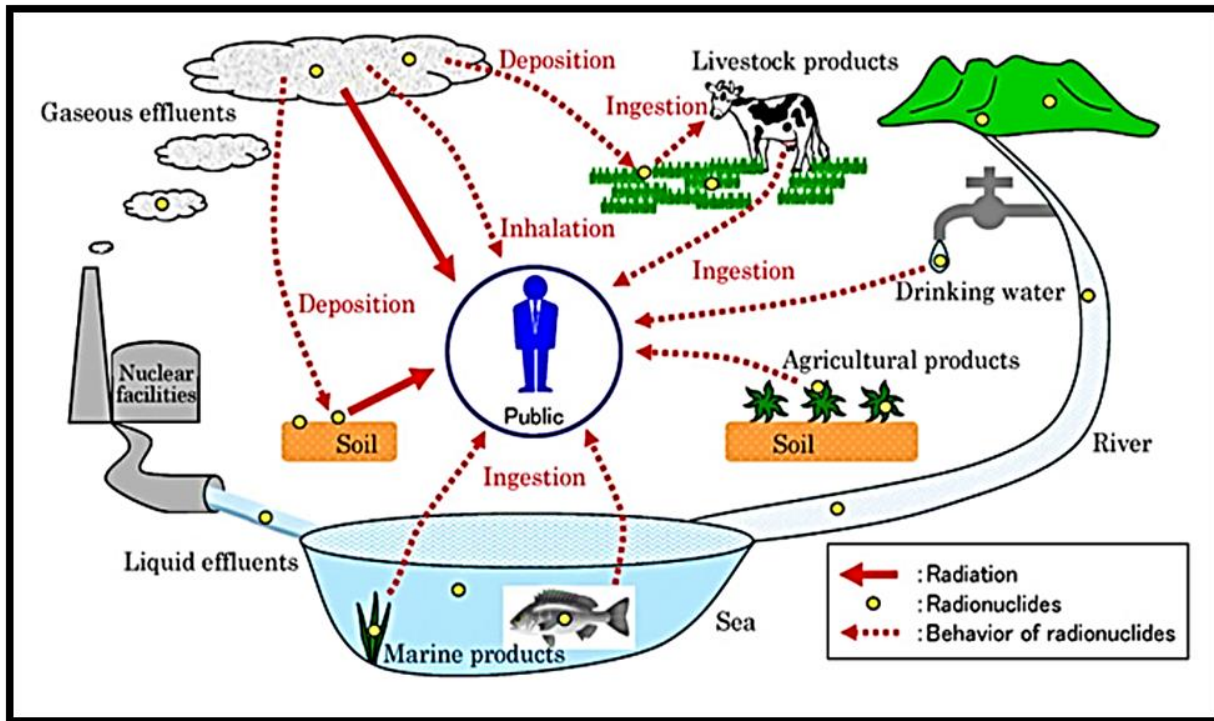 Deposition
Livestock products
Ingestion
Gaseous effluents
Inhalation
Ingestion
Deposition
Drinking water
Agricultural products
Nuclear
facilities
Public
Soil
Soil
River
Ingestion
Liquid effluents
:Radiation
:Radionuclides
Sea
:Behavior of radionuclides
Marine products